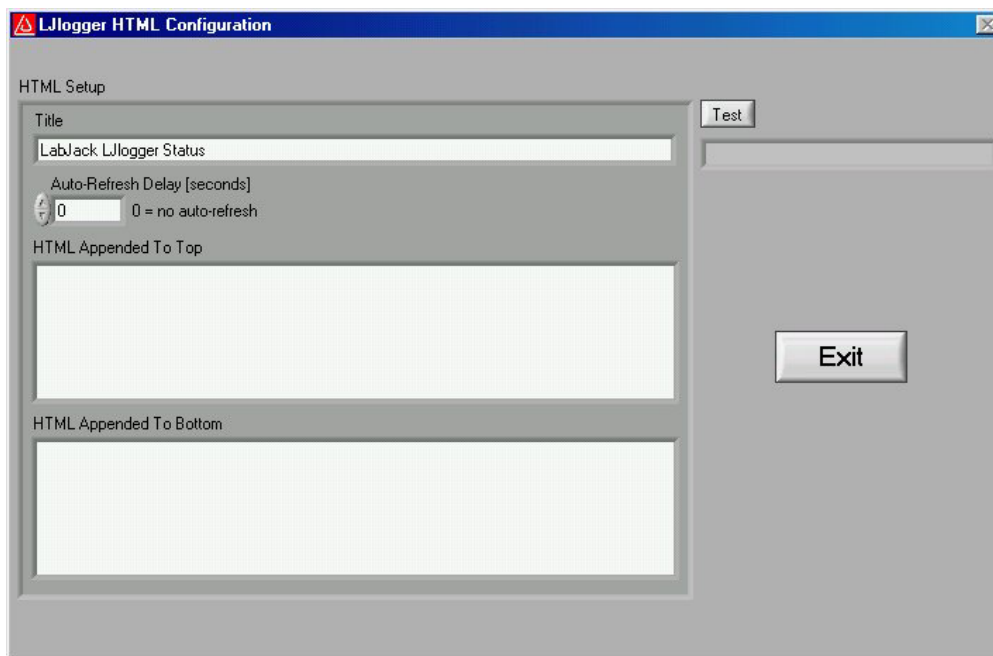 LJlogger HTML Configuration
HTML Setup
Title
LabJack LJlogger Status
Auto-Refresh Delay [seconds]
0 0 = no auto-refresh
HTML Appended To Top
HTML Appended To Bottom
Test
Exit